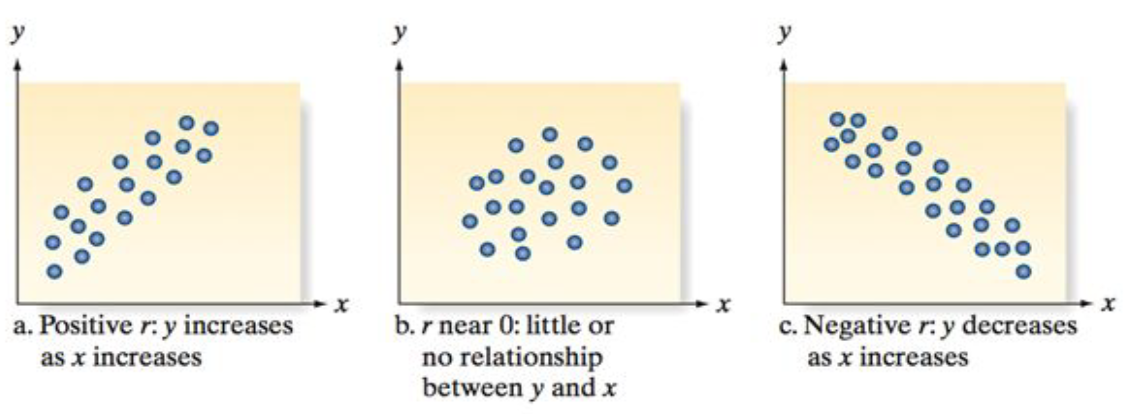 y
x
a. Positive r: y increases
as x increases
y
x
b. r near 0: little or
no relationship
between y and x
y
x
c. Negative r: y decreases
as x increases